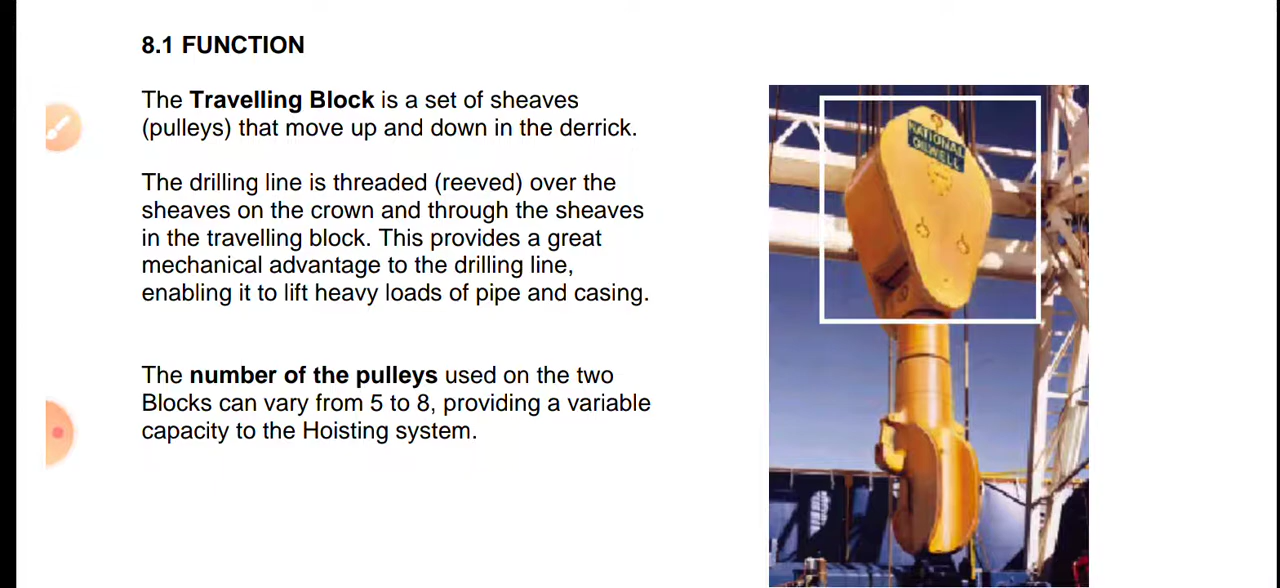 8.1 FUNCTION
The Travelling Block is a set of sheaves
(pulleys) that move up and down in the derrick.
The drilling line is threaded (reeved) over the
sheaves on the crown and through the sheaves
in the travelling block. This provides a great
mechanical advantage to the drilling line,
enabling it to lift heavy loads of pipe and casing.
The number of the pulleys used on the two
Blocks can vary from 5 to 8, providing a variable
capacity to the Hoisting system.
NATIONAL
OILWELL